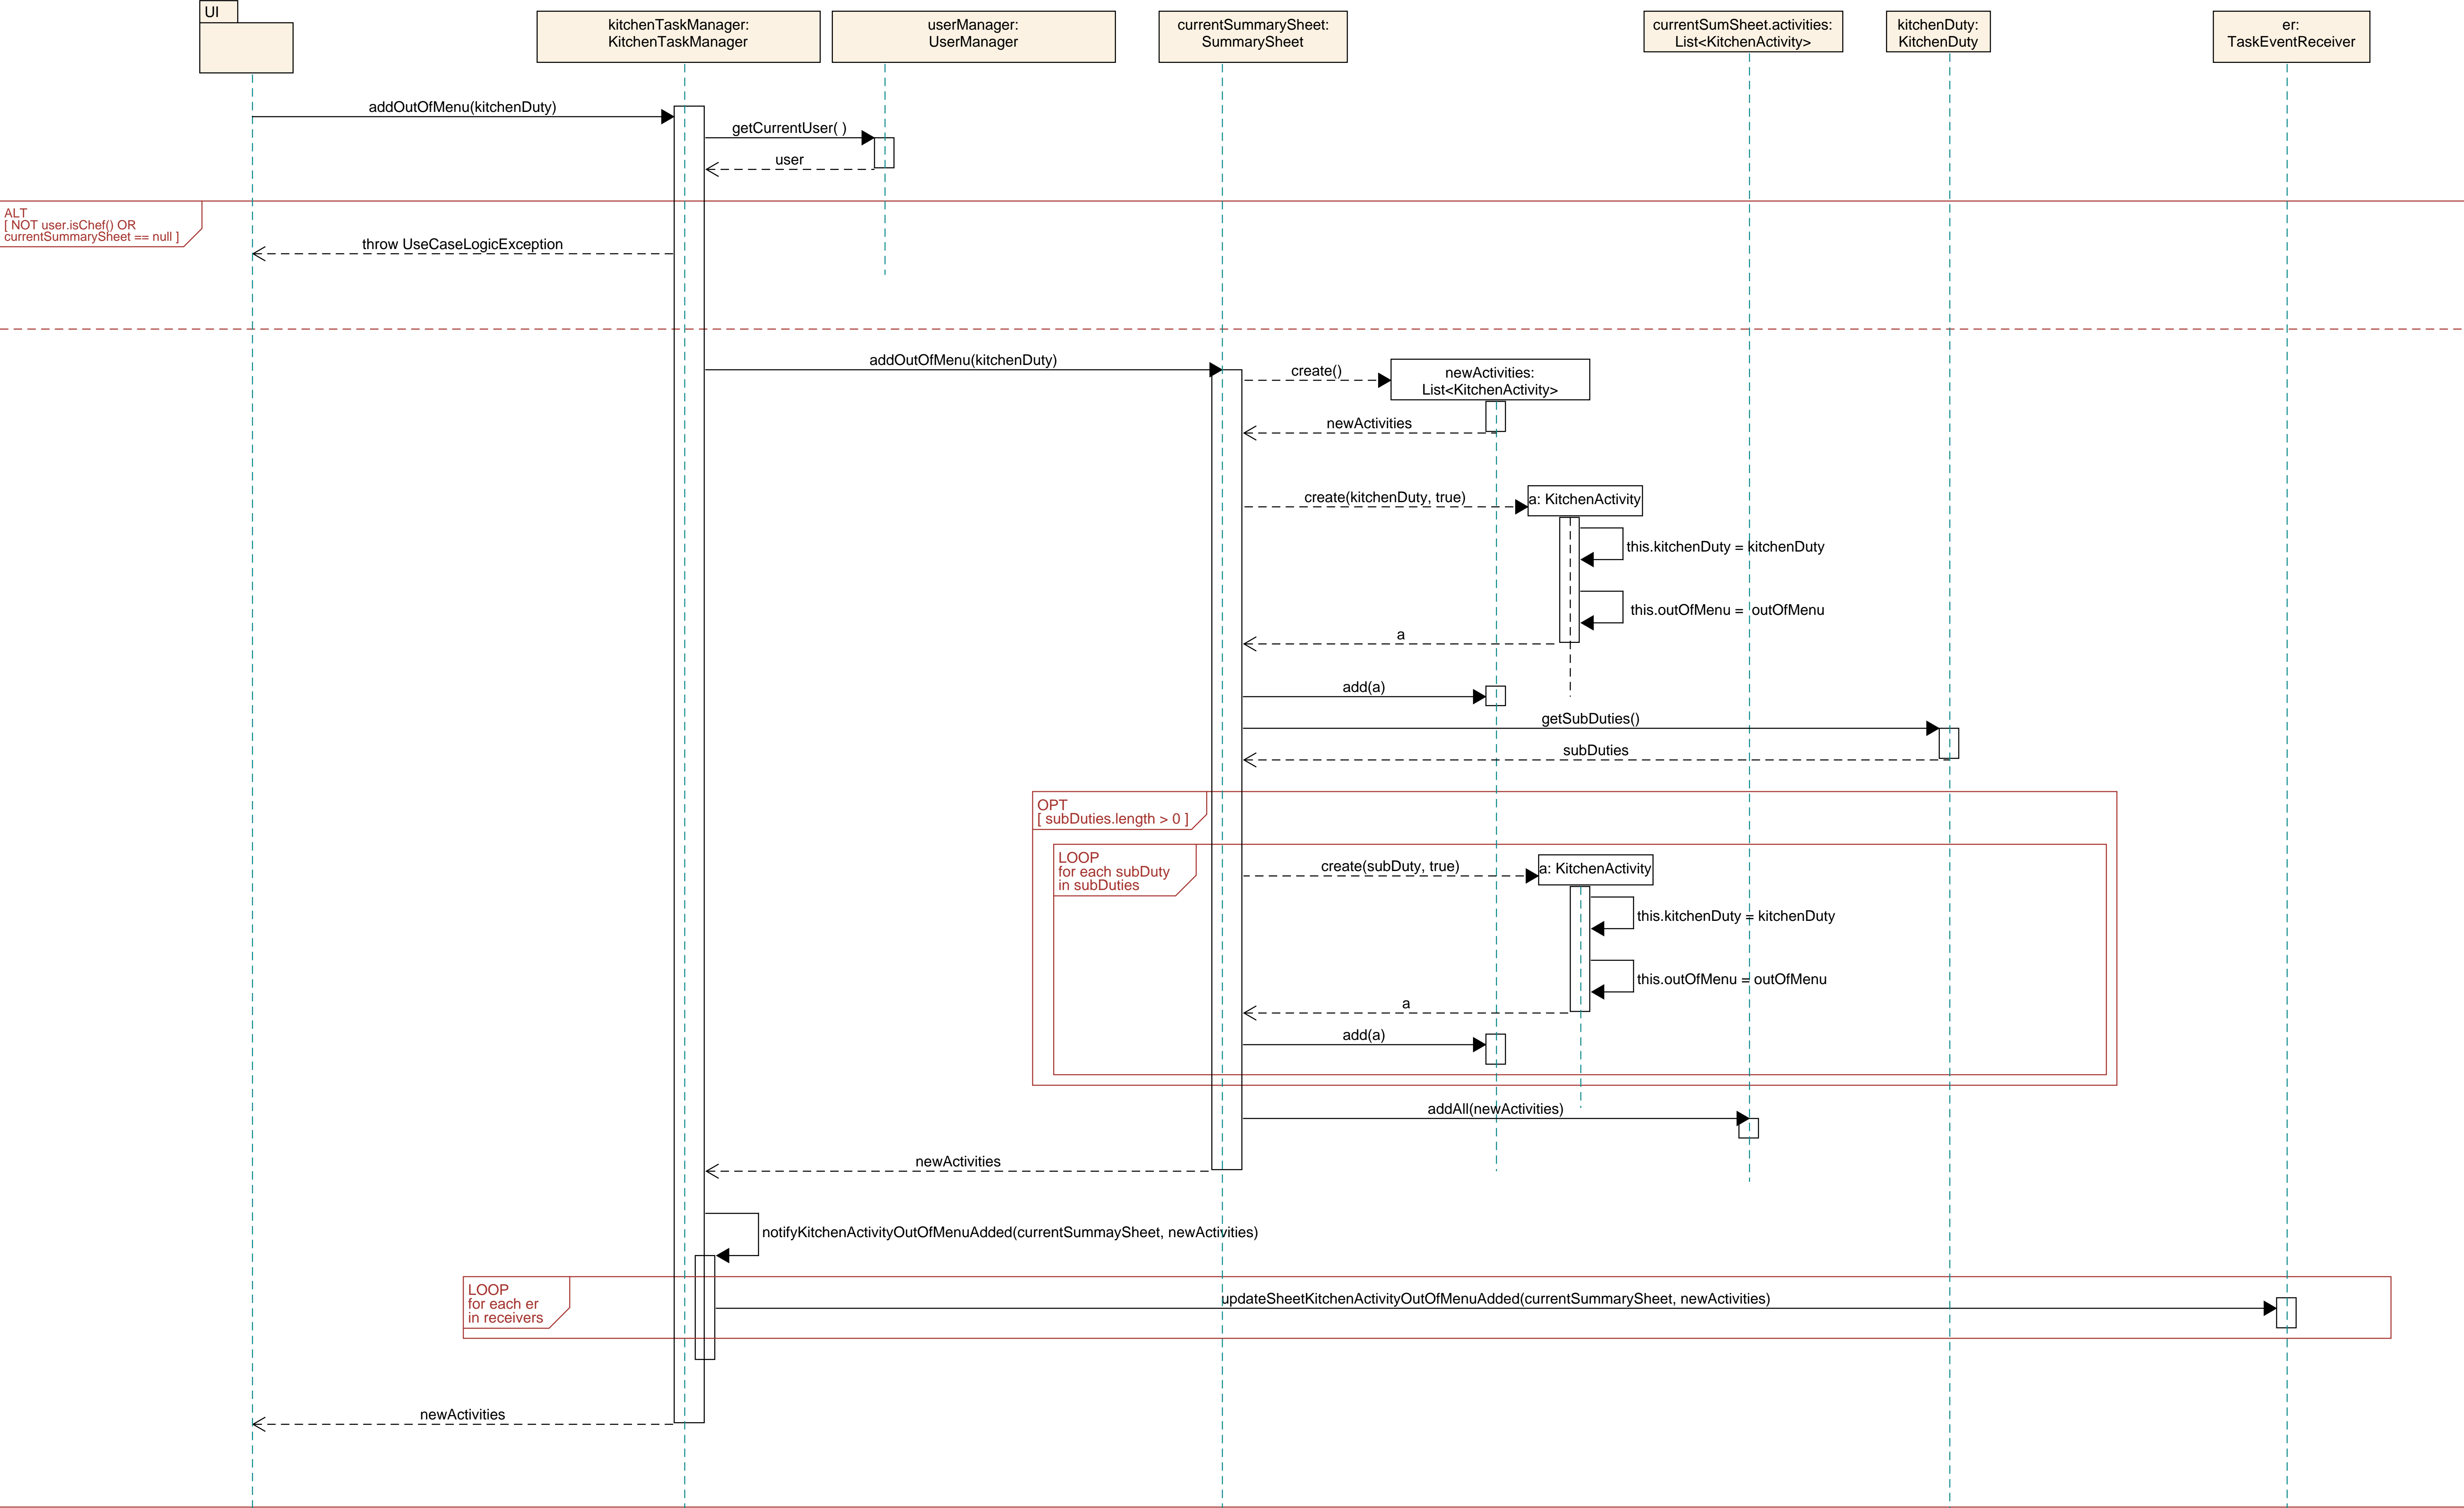 UI
kitchenTaskManager:
KitchenTaskManager
userManager:
UserManager
currentSummarySheet:
SummarySheet
currentSumSheet.activities:
List<KitchenActivity>
kitchenDuty:
KitchenDuty
er:
TaskEventReceiver
addOutOfMenu(kitchenDuty)
getCurrentUser( )
user
ALT
[ NOT user.isChef() OR
currentSummarySheet == null ]
throw UseCaseLogicException
addOutOfMenu(kitchenDuty)
create()
newActivities:
List<KitchenActivity>
newActivities
create(kitchenDuty, true)
a: KitchenActivity
this.kitchenDuty = kitchenDuty
this.outOfMenu = outOfMenu
a
add(a)
getSubDuties()
subDuties
OPT
[ subDuties.length > 0 ]
LOOP
for each subDuty
in subDuties
create(subDuty, true)
a: KitchenActivity
this.kitchenDuty = kitchenDuty
this.outOfMenu = outOfMenu
a
add(a)
addAll(newActivities)
newActivities
notifyKitchenActivityOutOfMenuAdded(currentSummaySheet, newActivities)
LOOP
for each er
in receivers
updateSheetKitchenActivityOutOfMenuAdded(currentSummarySheet, newActivities)
newActivities